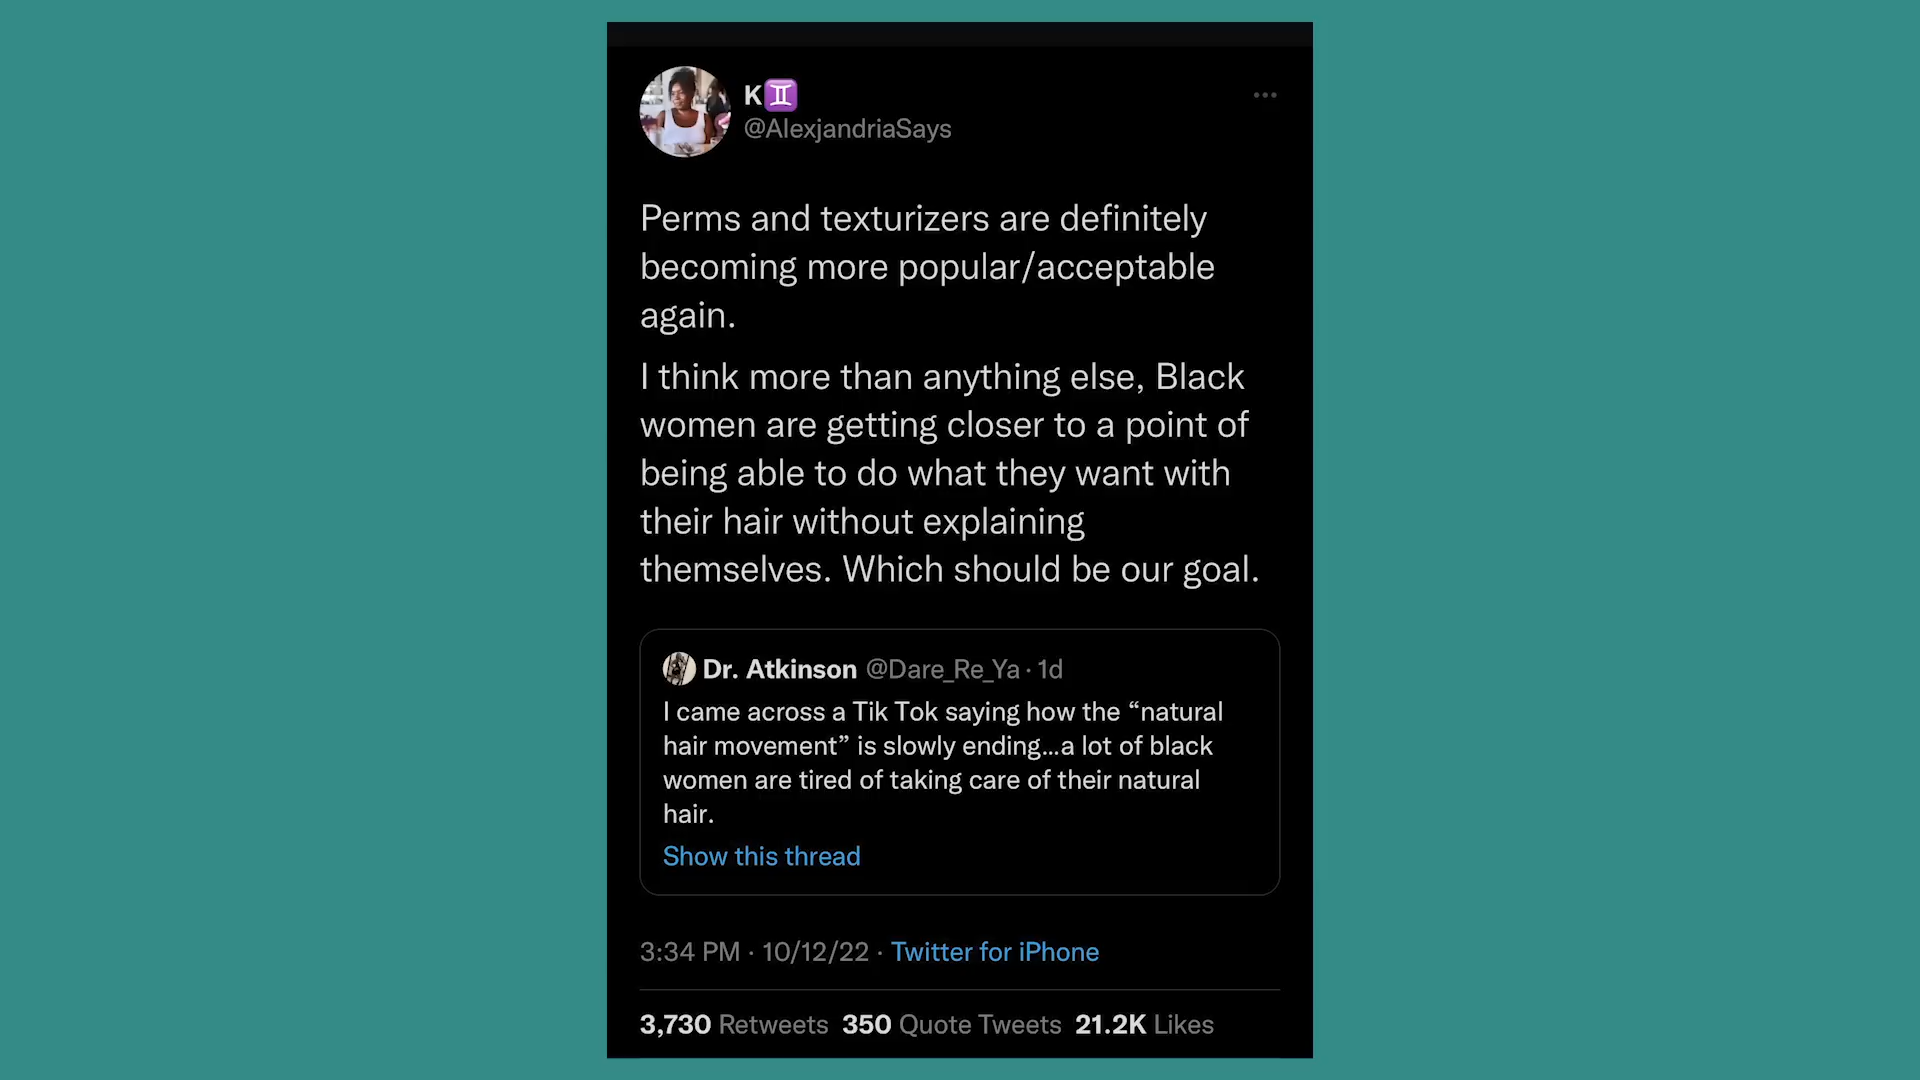 K♊
@AlexjandriaSays
Perms and texturizers are definitely
becoming more popular/acceptable
again.
I think more than anything else, Black
women are getting closer to a point of
being able to do what they want with
their hair without explaining
themselves. Which should be our goal.
Dr. Atkinson @Dare_Re_Ya · 1d
I came across a Tik Tok saying how the “natural
hair movement” is slowly ending...a lot of black
women are tired of taking care of their natural
hair.
Show this thread
3:34 PM · 10/12/22 · Twitter for iPhone
3,730 Retweets 350 Quote Tweets 21.2K Likes